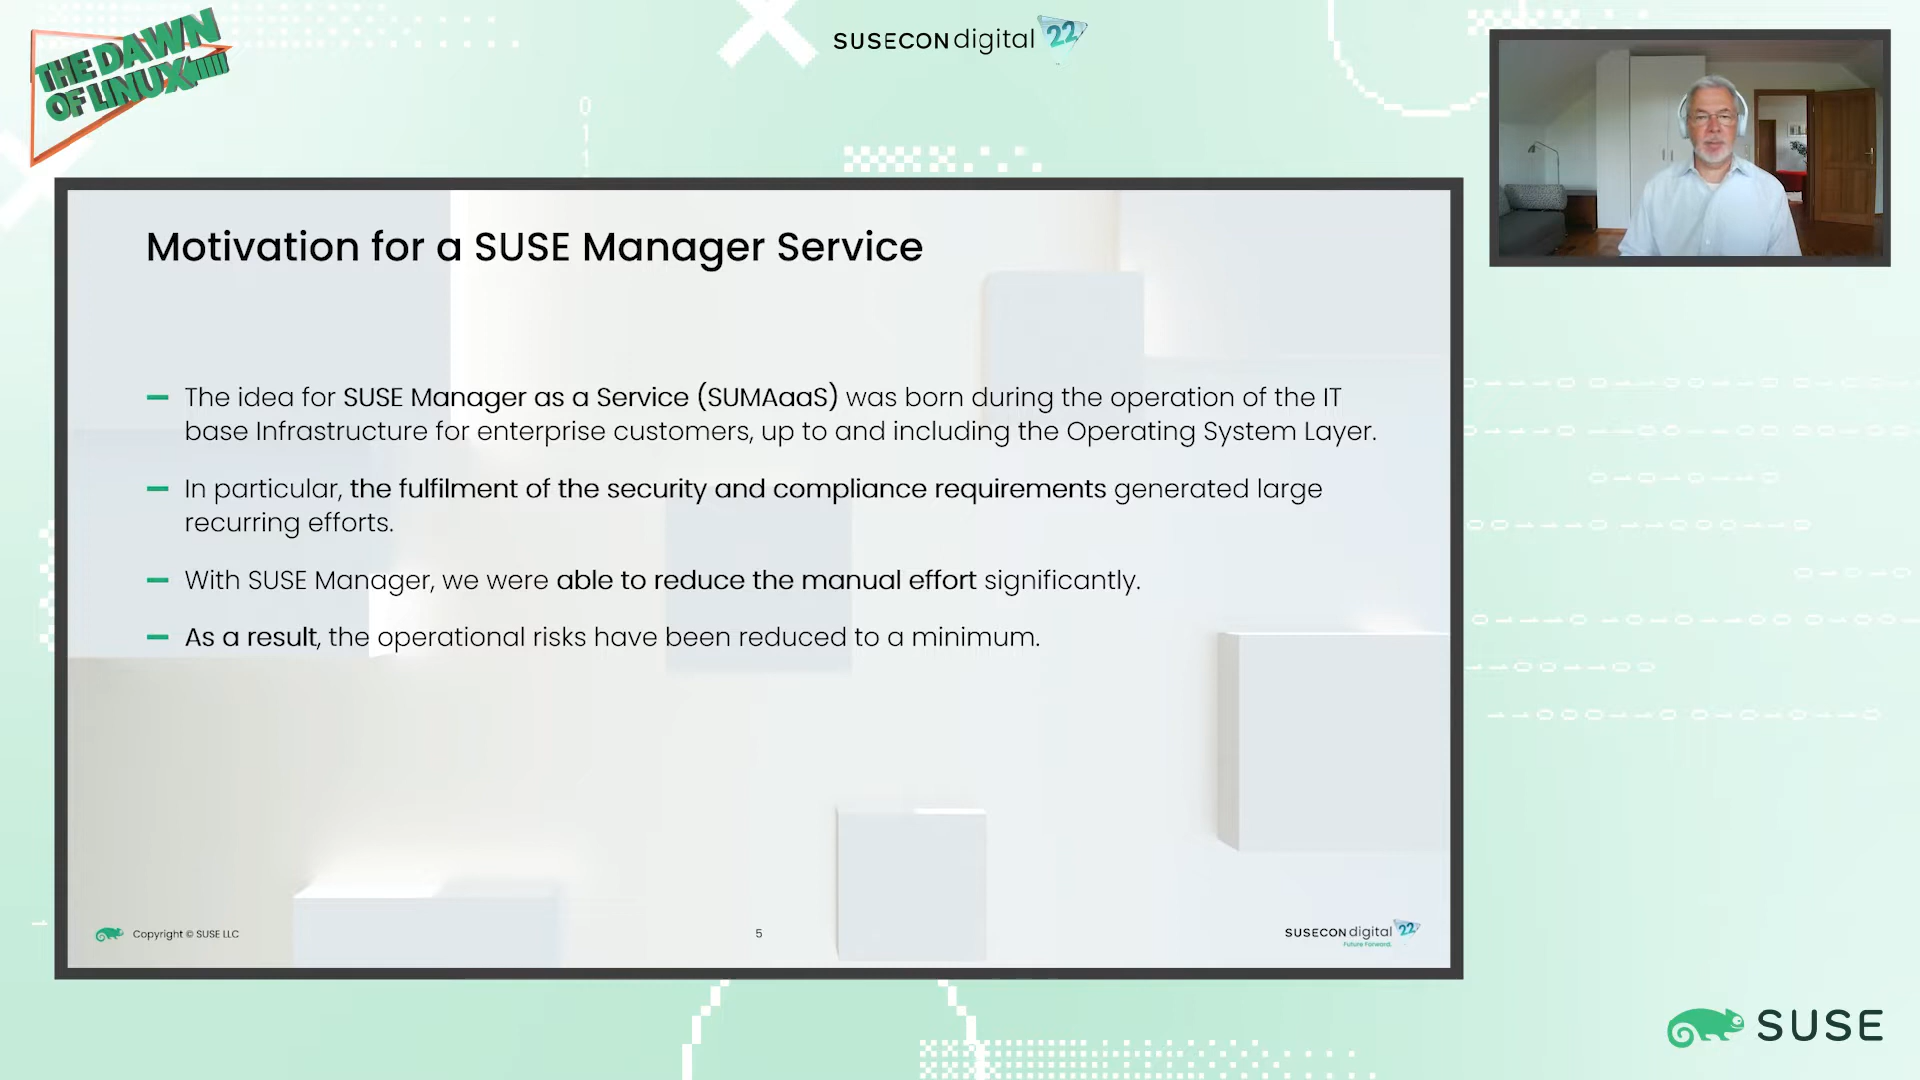 THE DAWN
OF LINUX
SUSECON digital 22
Motivation for a SUSE Manager Service
The idea for SUSE Manager as a Service (SUMAaaS) was born during the operation of the IT
base Infrastructure for enterprise customers, up to and including the Operating System Layer.
In particular, the fulfilment of the security and compliance requirements generated large
recurring efforts.
With SUSE Manager, we were able to reduce the manual effort significantly.
As a result, the operational risks have been reduced to a minimum.
Copyright © SUSE LLC
5
SUSECON digital 22
Future Forward.
SUSE